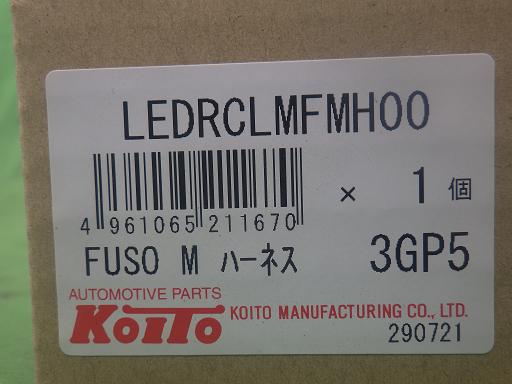 LEDRCLMFMH00
4 961065 211670
× 1 個
FUSO M ハーネス
3GP5
AUTOMOTIVE PARTS
KoiTo
KOITO MANUFACTURING CO., LTD.
290721